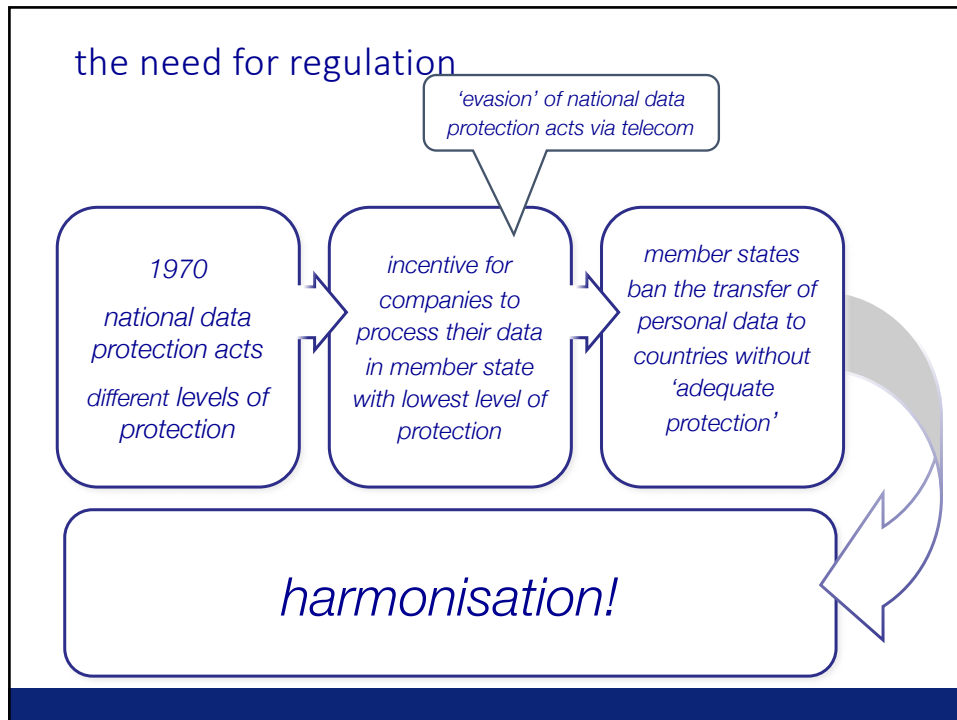 the need for regulation
‘evasion’ of national data
protection acts via telecom
1970
national data
protection acts
different levels of
protection
incentive for
companies to
process their data
in member state
with lowest level of
protection
member states
ban the transfer of
personal data to
countries without
‘adequate
protection’
harmonisation!